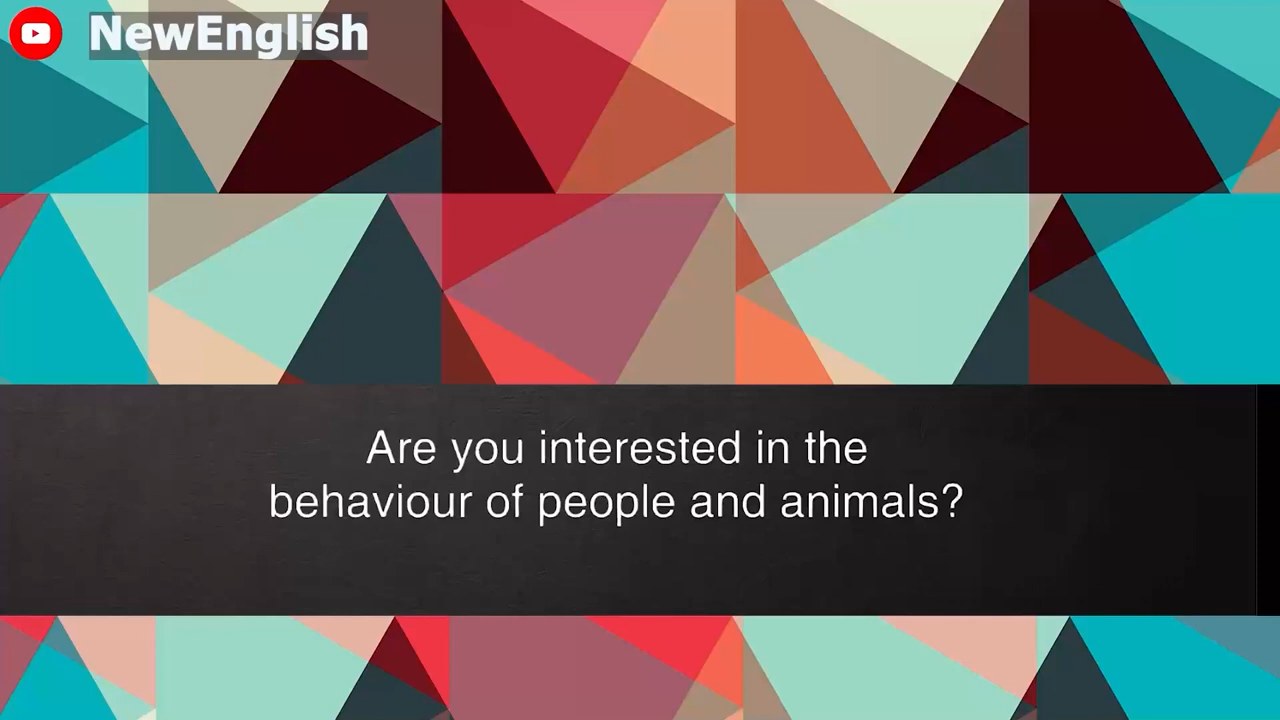 NewEnglish
Are you interested in the
behaviour of people and animals?